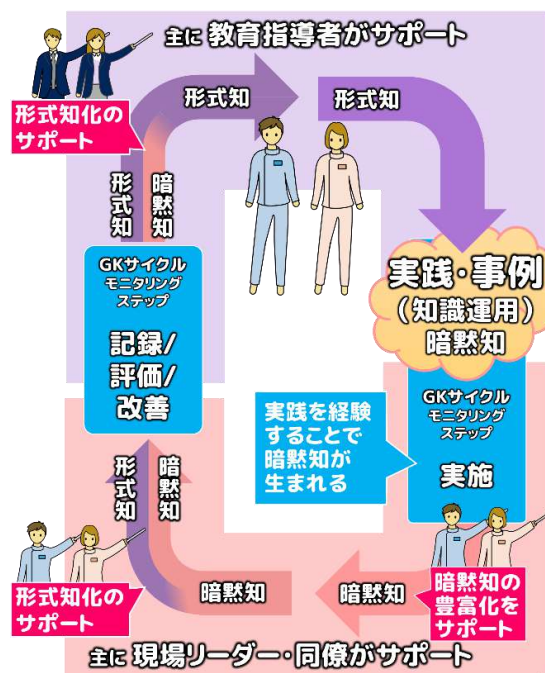 主に 教育指導者がサポート
形式知化の
サポート
形式知
形式知
形式知
暗黙知
GKサイクル
モニタリング
ステップ
記録/
評価/
改善
実践・事例
(知識運用)
暗黙知
GKサイクル
モニタリング
ステップ
実施
実践を経験
することで
暗黙知が
生まれる
形式知
暗黙知
形式知化の
サポート
暗黙知
暗黙知
暗黙知の
豊富化を
サポート
主に 現場リーダー・同僚がサポート